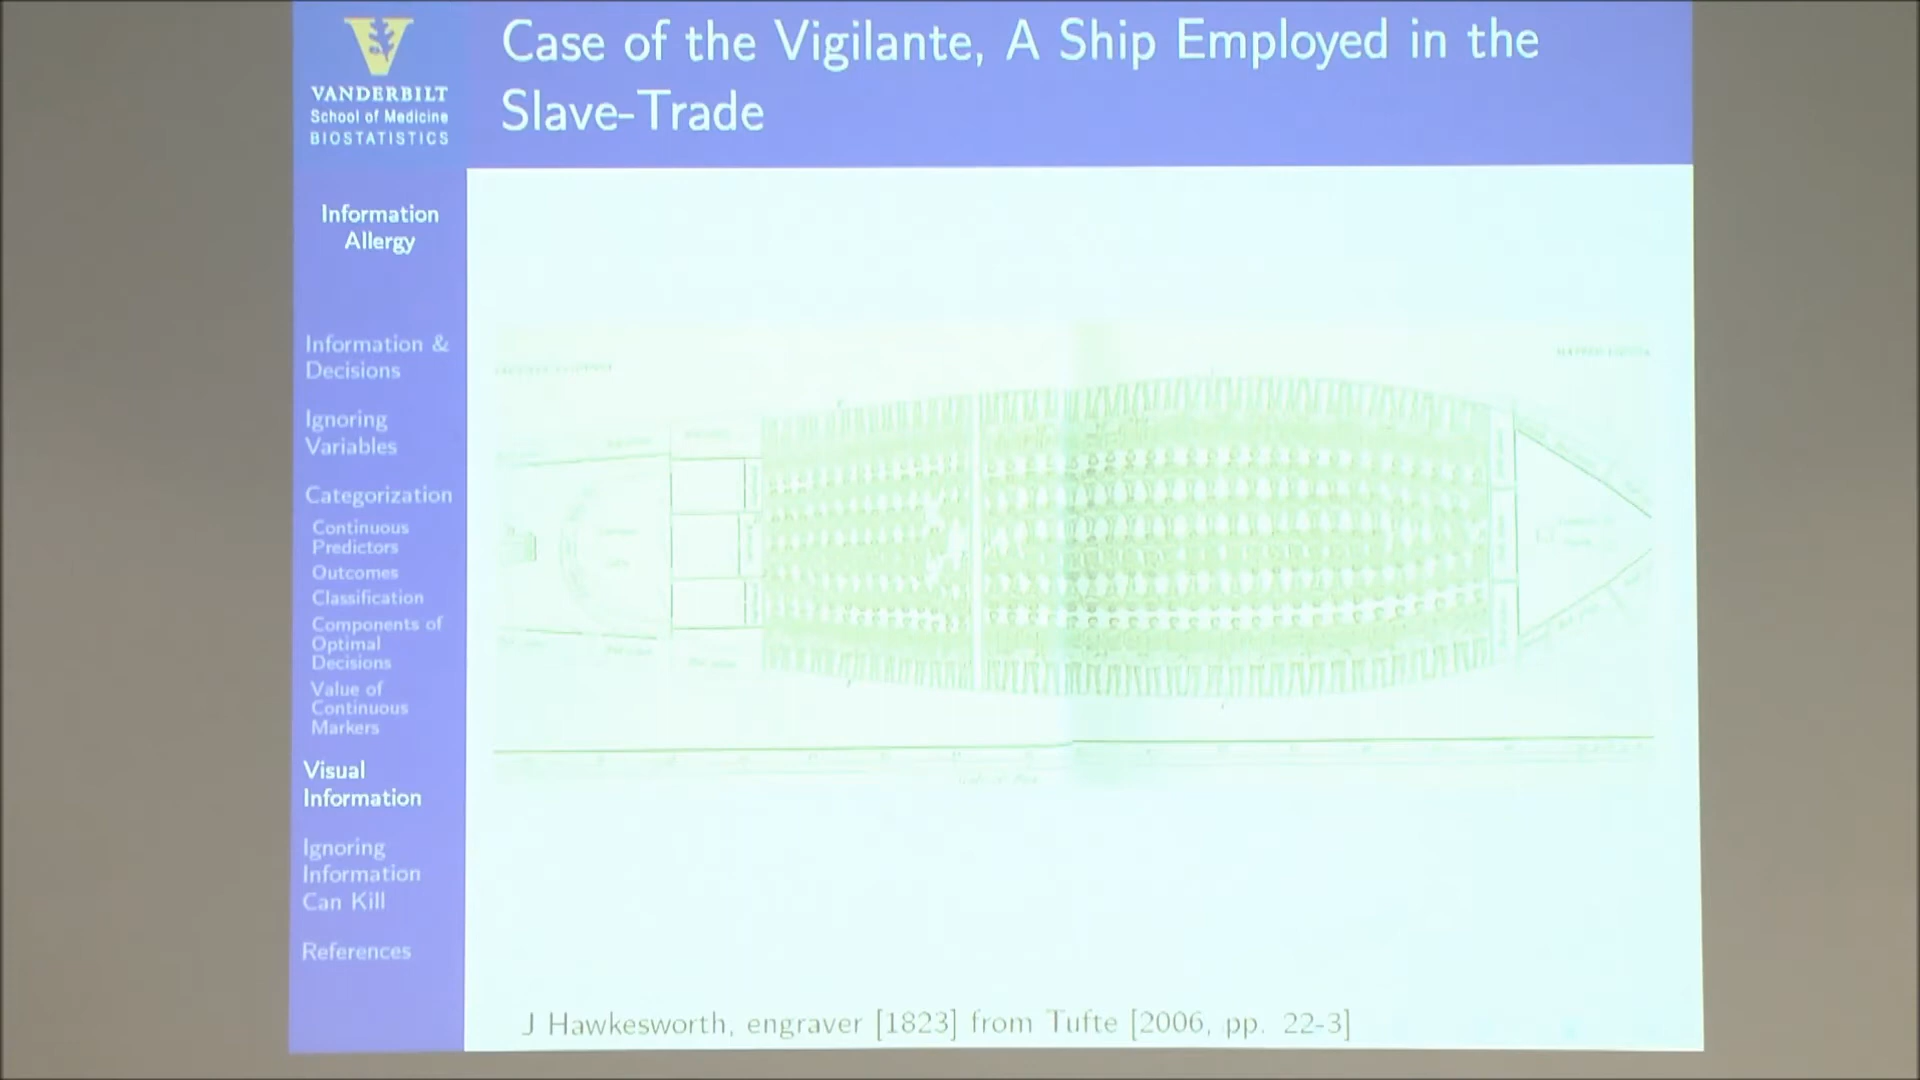 Case of the Vigilante, A Ship Employed in the
Slave-Trade
VANDERBILT
School of Medicine
BIOSTATISTICS
Information
Allergy
Information &
Decisions
Ignoring
Variables
Categorization
Continuous
Predictors
Outcomes
Classification
Components of
Optimal
Decisions
Value of
Continuous
Markers
Visual
Information
Ignoring
Information
Can Kill
References
J Hawkesworth, engraver [1823] from Tufte [2006, pp. 22-3]